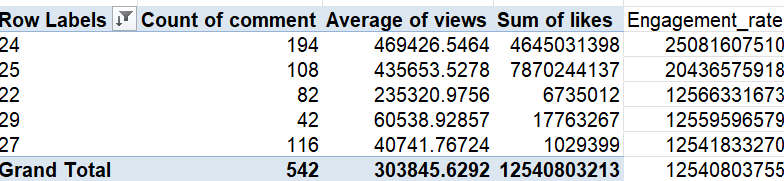 Row Labels Count of comment Average of views Sum of likes Engagement_rate
24 194 469426.5464 4645031398 25081607510
25 108 435653.5278 7870244137 20436575918
22 82 235320.9756 6735012 12566331673
29 42 60538.92857 17763267 12559596579
27 116 40741.76724 1029399 12541833270
Grand Total 542 303845.6292 12540803213 12540803755